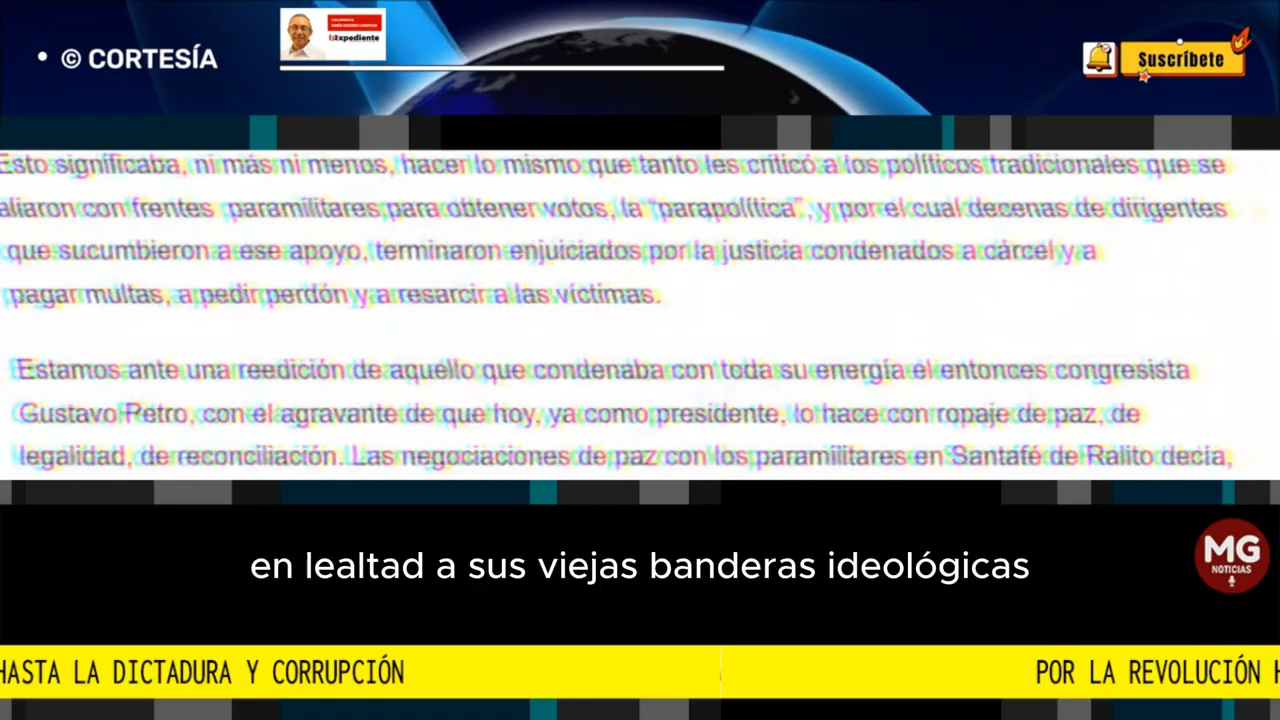 • © CORTESÍA
Expediente
Suscríbete
Esto significaba, ni más ni menos, hacer lo mismo que tanto les criticó a los políticos tradicionales que se
aliaron con frentes paramilitares para obtener votos, la "parapolítica", y por el cual decenas de dirigentes
que sucumbieron a ese apoyo, terminaron enjuiciados por la justicia condenados a cárcel y a
pagar multas, a pedir perdón y a resarcir a las víctimas.
Estamos ante una reedición de aquello que condenaba con toda su energía el entonces congresista
Gustavo Petro, con el agravante de que hoy, ya como presidente, lo hace con ropaje de paz, de
legalidad, de reconciliación. Las negociaciones de paz con los paramilitares en Santafé de Ralito decía,
en lealtad a sus viejas banderas ideológicas
MG
NOTICIAS
HASTA LA DICTADURA Y CORRUPCIÓN
POR LA REVOLUCIÓN H